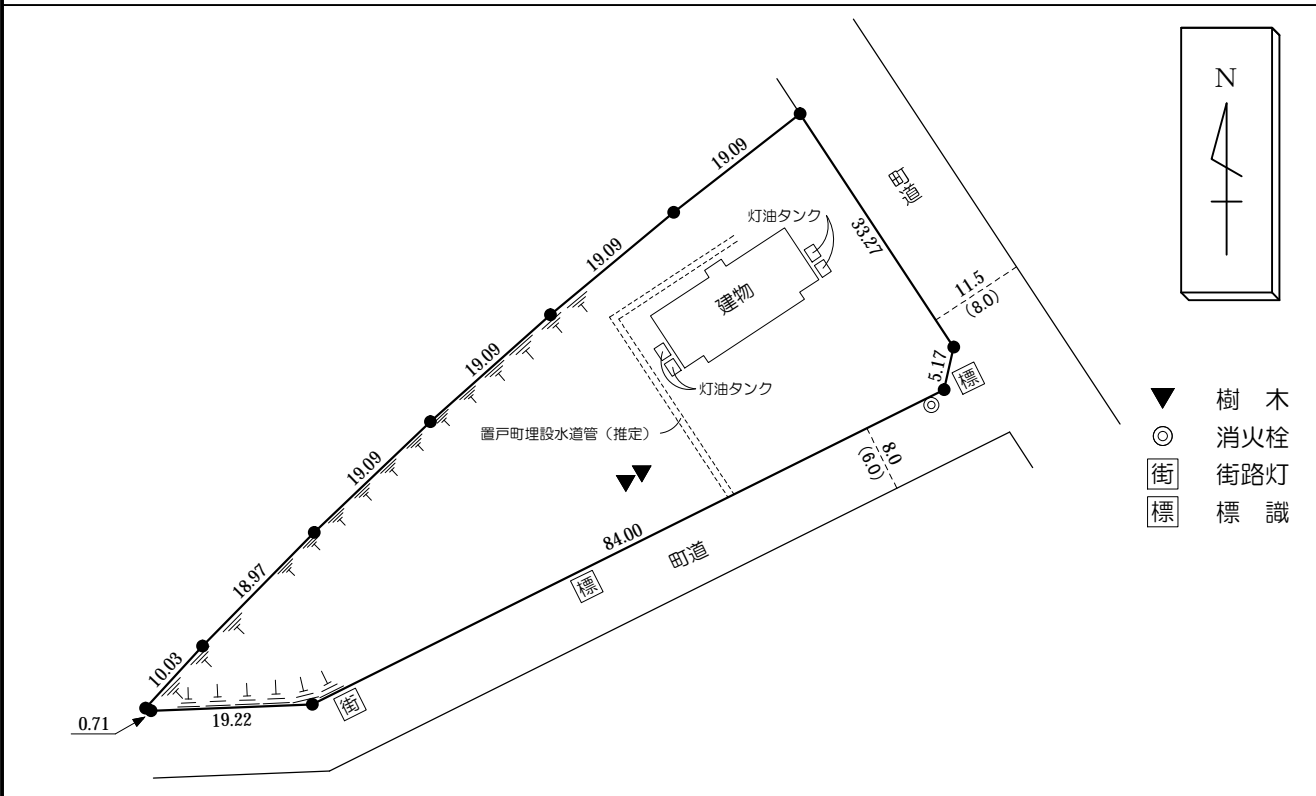 N
19.09
町道
灯油タンク
33.27
19.09
11.5
(8.0)
建物
19.09
5.17
標
灯油タンク
置戸町埋設水道管（推定）
8.0
(6.0)
19.09
84.00
町道
標
18.97
10.03
街
0.71
19.22
樹　木
消火栓
街 街路灯
標 標　識